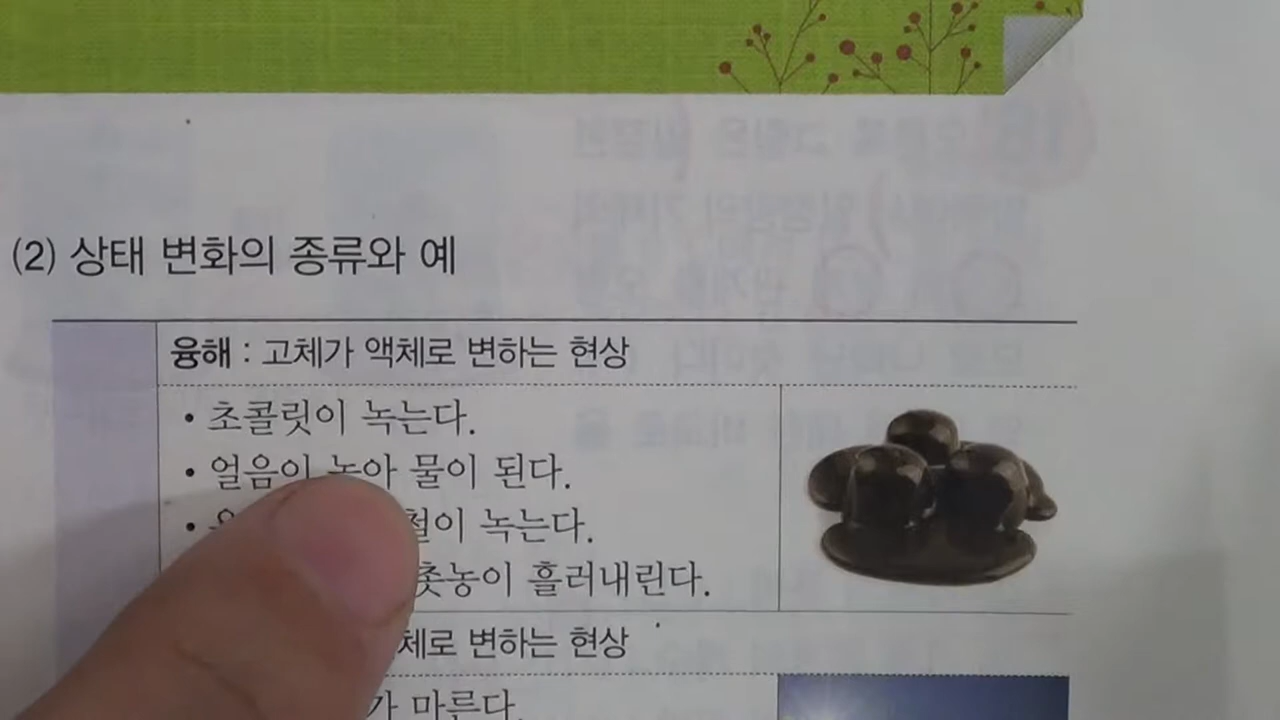 (2) 상태 변화의 종류와 예
융해 : 고체가 액체로 변하는 현상
• 초콜릿이 녹는다.
• 얼음이 녹아 물이 된다.
• 철이 녹는다.
촛농이 흘러내린다.
체로 변하는 현상
가 마른다.